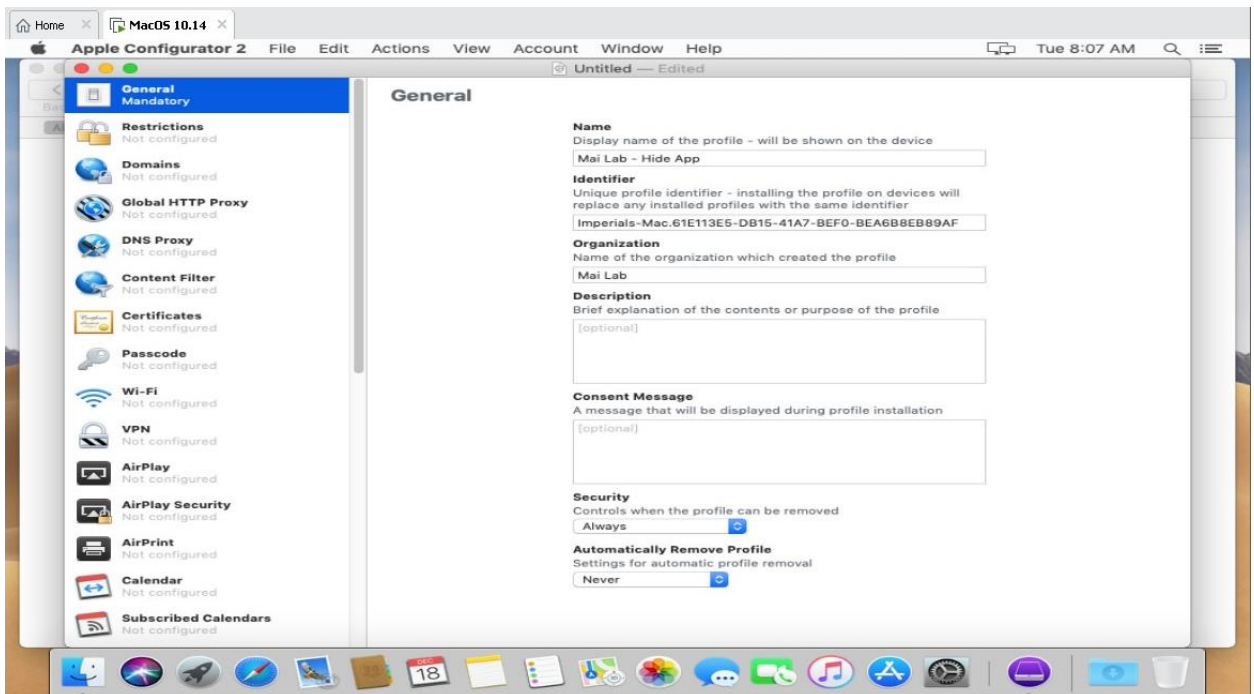 Home
MacOS 10.14
Apple Configurator 2 File Edit Actions View Account Window Help Tue 8:07 AM
Untitled — Edited
General
Mandatory
Restrictions
Not configured
Domains
Not configured
Global HTTP Proxy
Not configured
DNS Proxy
Not configured
Content Filter
Not configured
Certificates
Not configured
Passcode
Not configured
Wi-Fi
Not configured
VPN
Not configured
AirPlay
Not configured
AirPlay Security
Not configured
AirPrint
Not configured
Calendar
Not configured
Subscribed Calendars
Not configured
General
Name
Display name of the profile - will be shown on the device
Mai Lab - Hide App
Identifier
Unique profile identifier - installing the profile on devices will
replace any installed profiles with the same identifier
Imperials-Mac.61E113E5-DB15-41A7-BEF0-BEA6B8EB89AF
Organization
Name of the organization which created the profile
Mai Lab
Description
Brief explanation of the contents or purpose of the profile
[optional]
Consent Message
A message that will be displayed during profile installation
[optional]
Security
Controls when the profile can be removed
Always
Automatically Remove Profile
Settings for automatic profile removal
Never
DEC
18